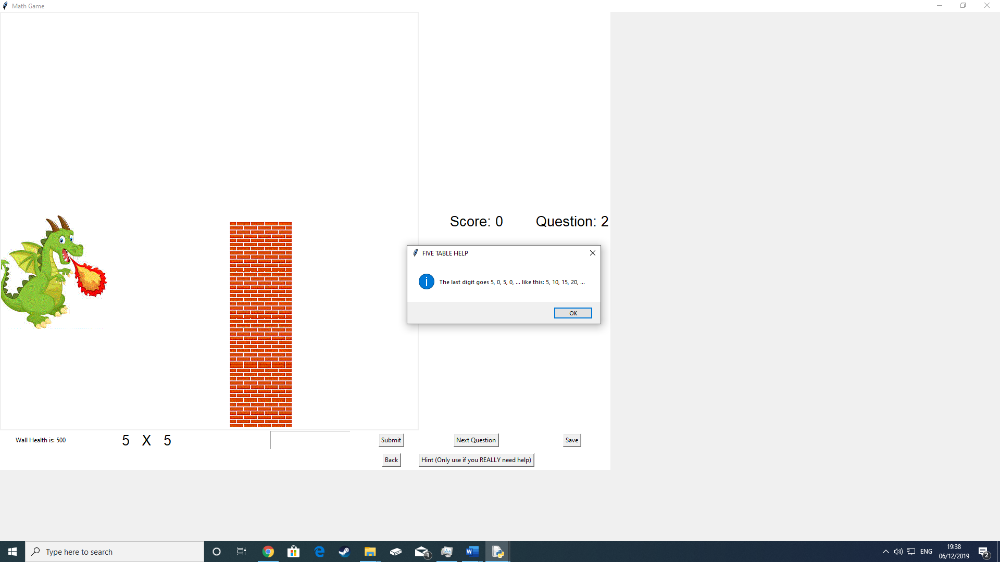 Math Game
Score: 0 Question: 2
FIVE TABLE HELP
The last digit goes 5, 0, 5, 0, ... like this: 5, 10, 15, 20, ...
OK
Wall Health is: 500 5 X 5 Submit Next Question Save
Back Hint (Only use if you REALLY need help)
Type here to search 1 ENG 19:38
06/12/2019 2